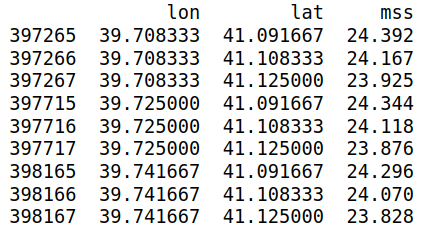 lon lat mss
397265 39.708333 41.091667 24.392
397266 39.708333 41.108333 24.167
397267 39.708333 41.125000 23.925
397715 39.725000 41.091667 24.344
397716 39.725000 41.108333 24.118
397717 39.725000 41.125000 23.876
398165 39.741667 41.091667 24.296
398166 39.741667 41.108333 24.070
398167 39.741667 41.125000 23.828